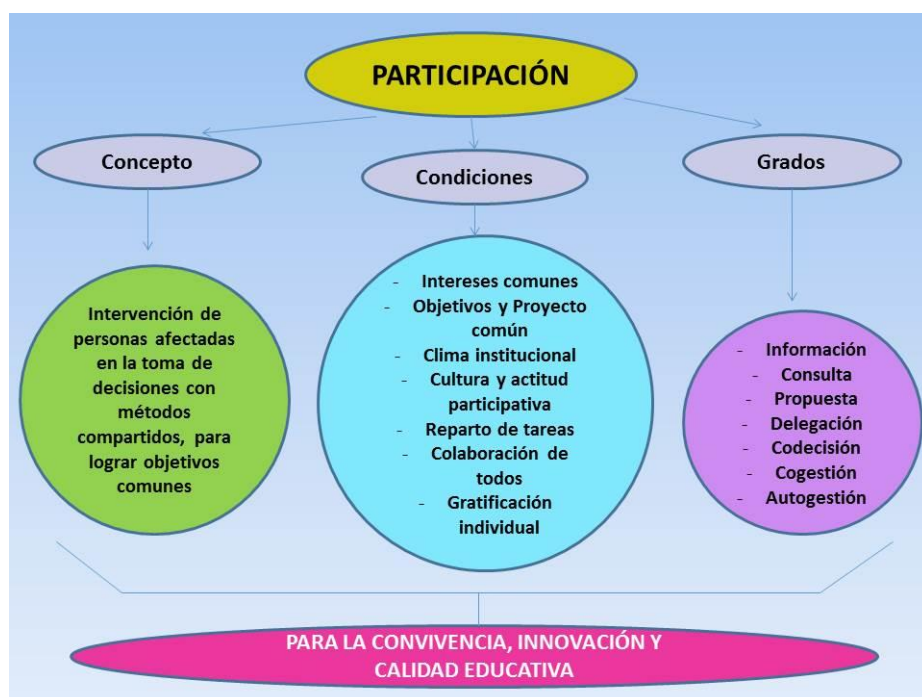 PARTICIPACIÓN
Concepto
Condiciones
Grados
Intervención de
personas afectadas
en la toma de
decisiones con
métodos
compartidos, para
lograr objetivos
comunes
- Intereses comunes
- Objetivos y Proyecto
común
- Clima institucional
- Cultura y actitud
participativa
- Reparto de tareas
- Colaboración de
todos
- Gratificación
individual
- Información
- Consulta
- Propuesta
- Delegación
- Codecisión
- Cogestión
- Autogestión
PARA LA CONVIVENCIA, INNOVACIÓN Y
CALIDAD EDUCATIVA